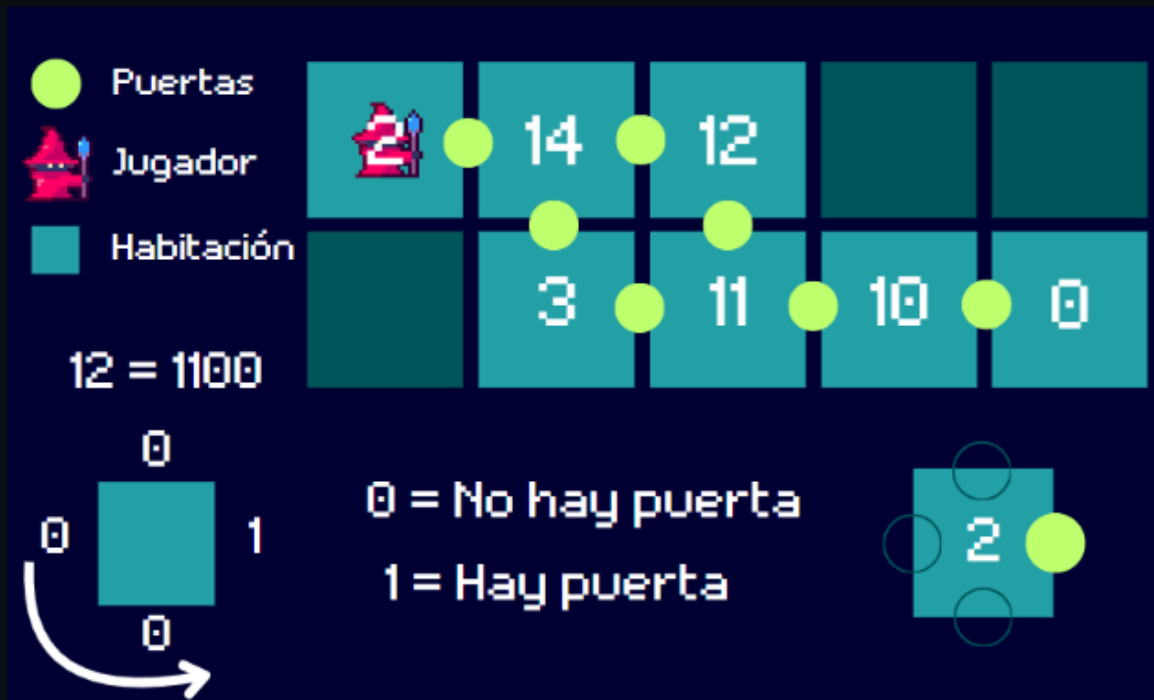 Puertas
Jugador
Habitación
2 14 12
3 11 10 0
12 = 1100
0
0 1
0
0 = No hay puerta
1 = Hay puerta
2